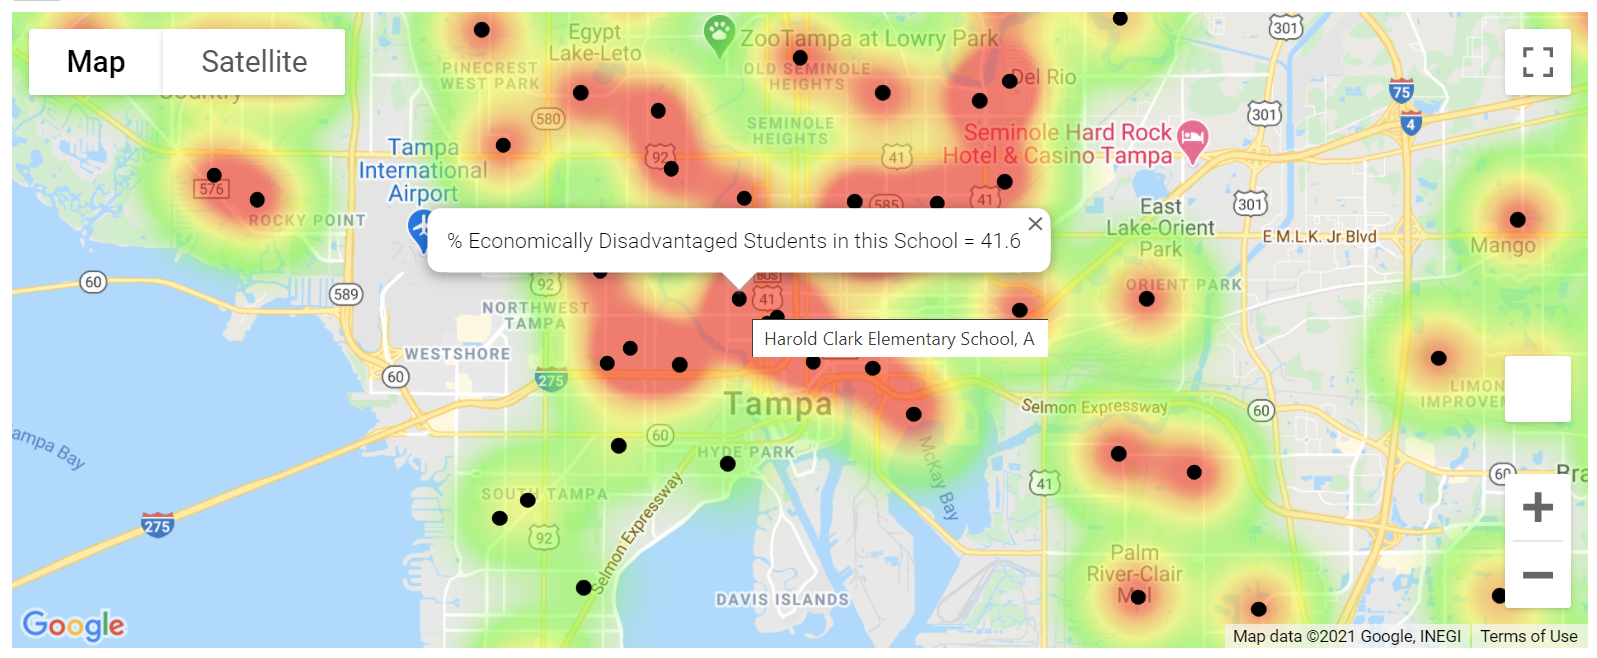 Map
Satellite
Country
PINECREST
WEST PARK
Egypt
Lake-Leto
ZooTampa at Lowry Park
OLD SEMINOLE
HEIGHTS
Del Rio
301
75
4
580
301
SEMINOLE
HEIGHTS
Seminole Hard Rock
Hotel & Casino Tampa
Tampa
International
Airport
92
41
576
ROCKY POINT
585
41
301
East
Lake-Orient
Park
E M.L.K. Jr Blvd
Mango
% Economically Disadvantaged Students in this School = 41.6
BUS
41
60
589
92
NORTHWEST
TAMPA
ORIENT PARK
Harold Clark Elementary School, A
WESTSHORE
60
275
Tampa
Selmon Expressway
60
LIMON
IMPROVEM
ampa Bay
60
HYDE PARK
McKay Bay
41
60
Bra
SOUTH TAMPA
275
92
Selmon Expressway
Palm
River-Clair
Mel
DAVIS ISLANDS
Google
Map data ©2021 Google, INEGI
Terms of Use